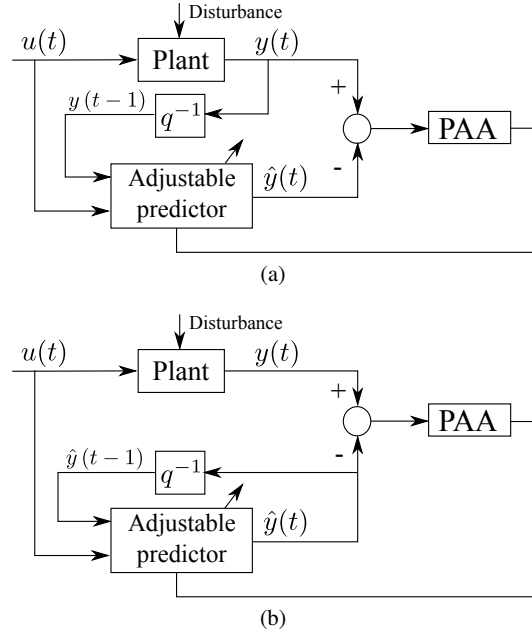 Disturbance
u(t)
Plant
y(t)
y(t − 1)
q⁻¹
+
PAA
-
Adjustable
predictor
ŷ(t)
(a)
Disturbance
u(t)
Plant
y(t)
+
PAA
-
ŷ(t − 1)
q⁻¹
Adjustable
predictor
ŷ(t)
(b)